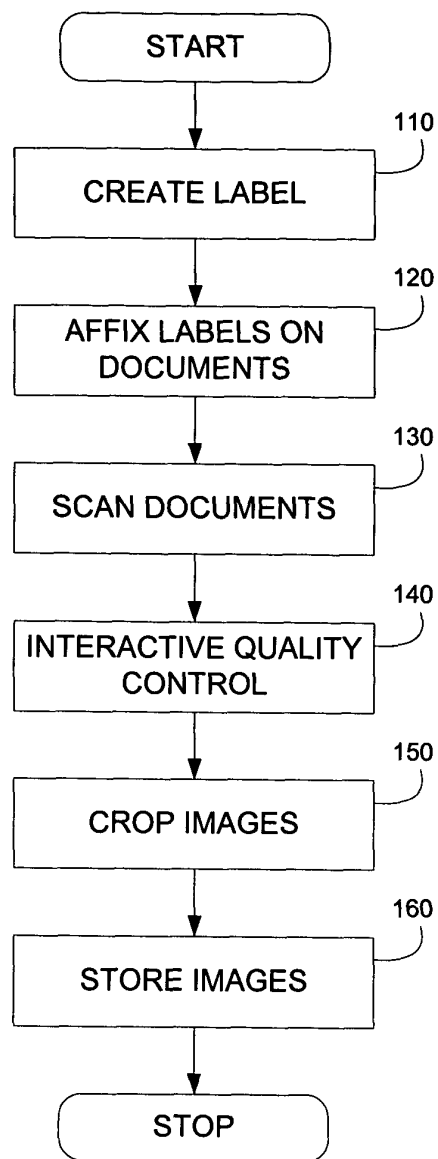 START
110
CREATE LABEL
120
AFFIX LABELS ON
DOCUMENTS
130
SCAN DOCUMENTS
140
INTERACTIVE QUALITY
CONTROL
150
CROP IMAGES
160
STORE IMAGES
STOP